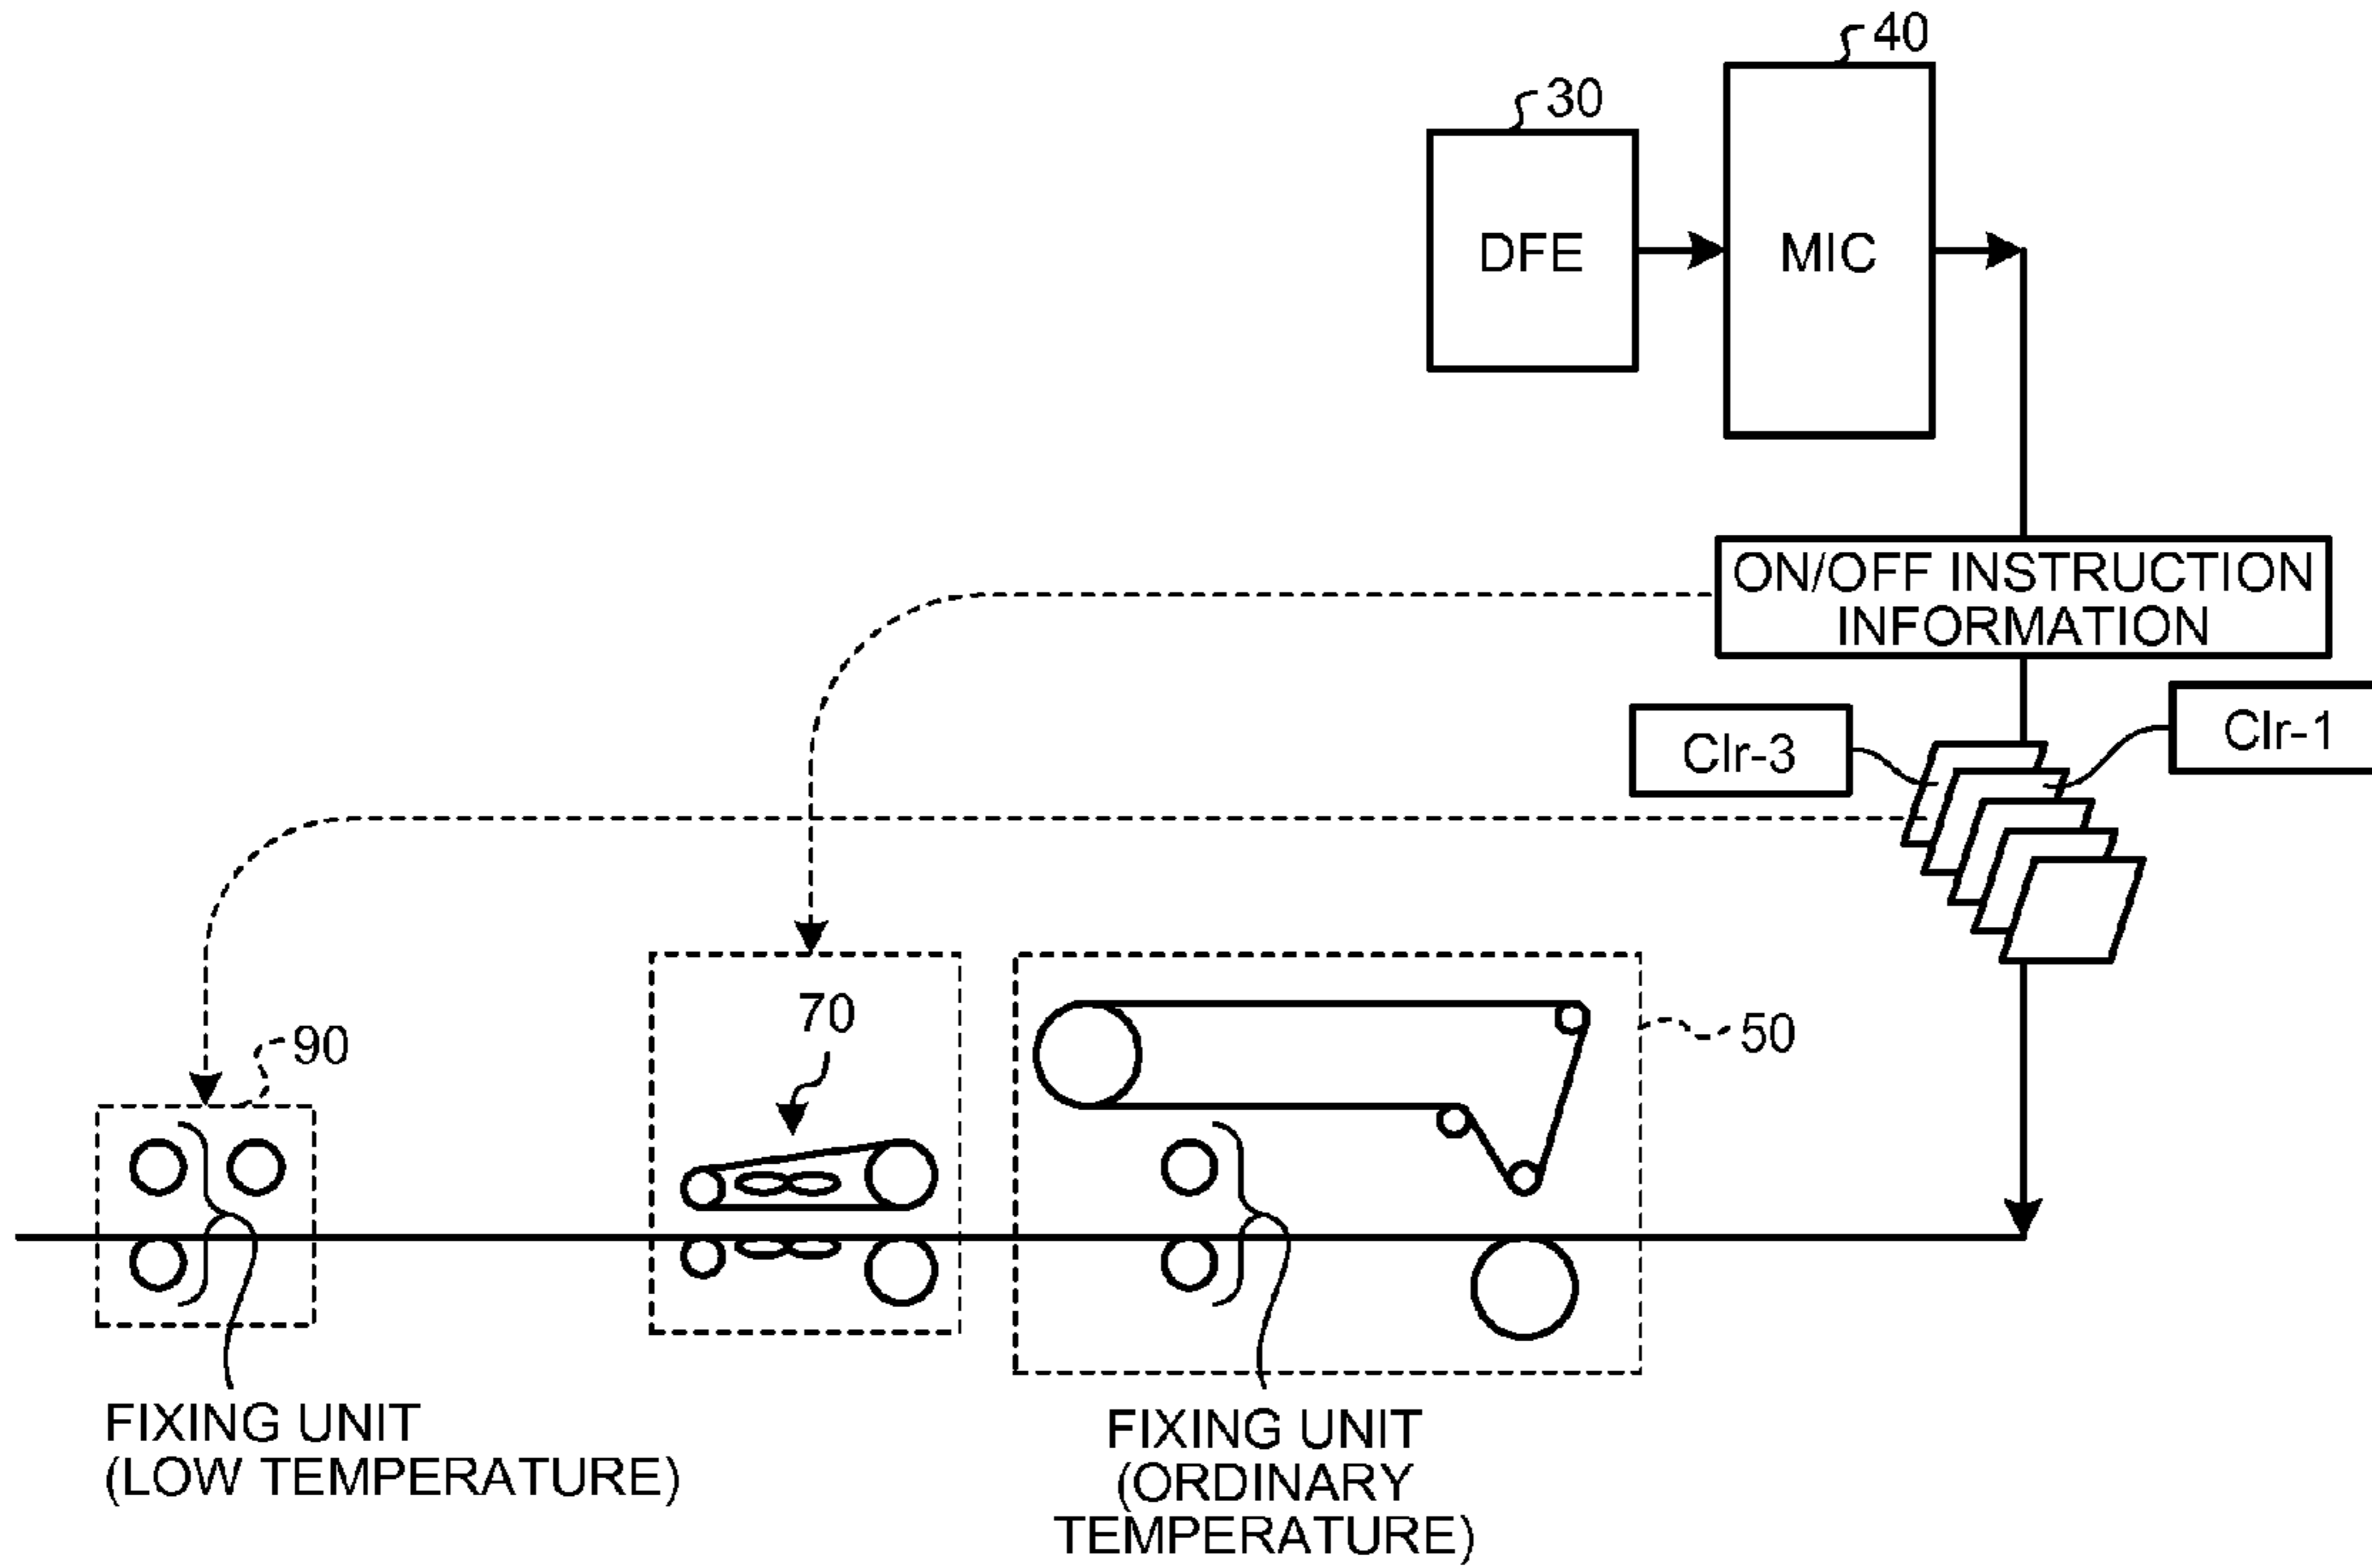 40
30
DFE
MIC
ON/OFF INSTRUCTION
INFORMATION
Clr-3
Clr-1
70
90
50
FIXING UNIT
(LOW TEMPERATURE)
FIXING UNIT
(ORDINARY
TEMPERATURE)